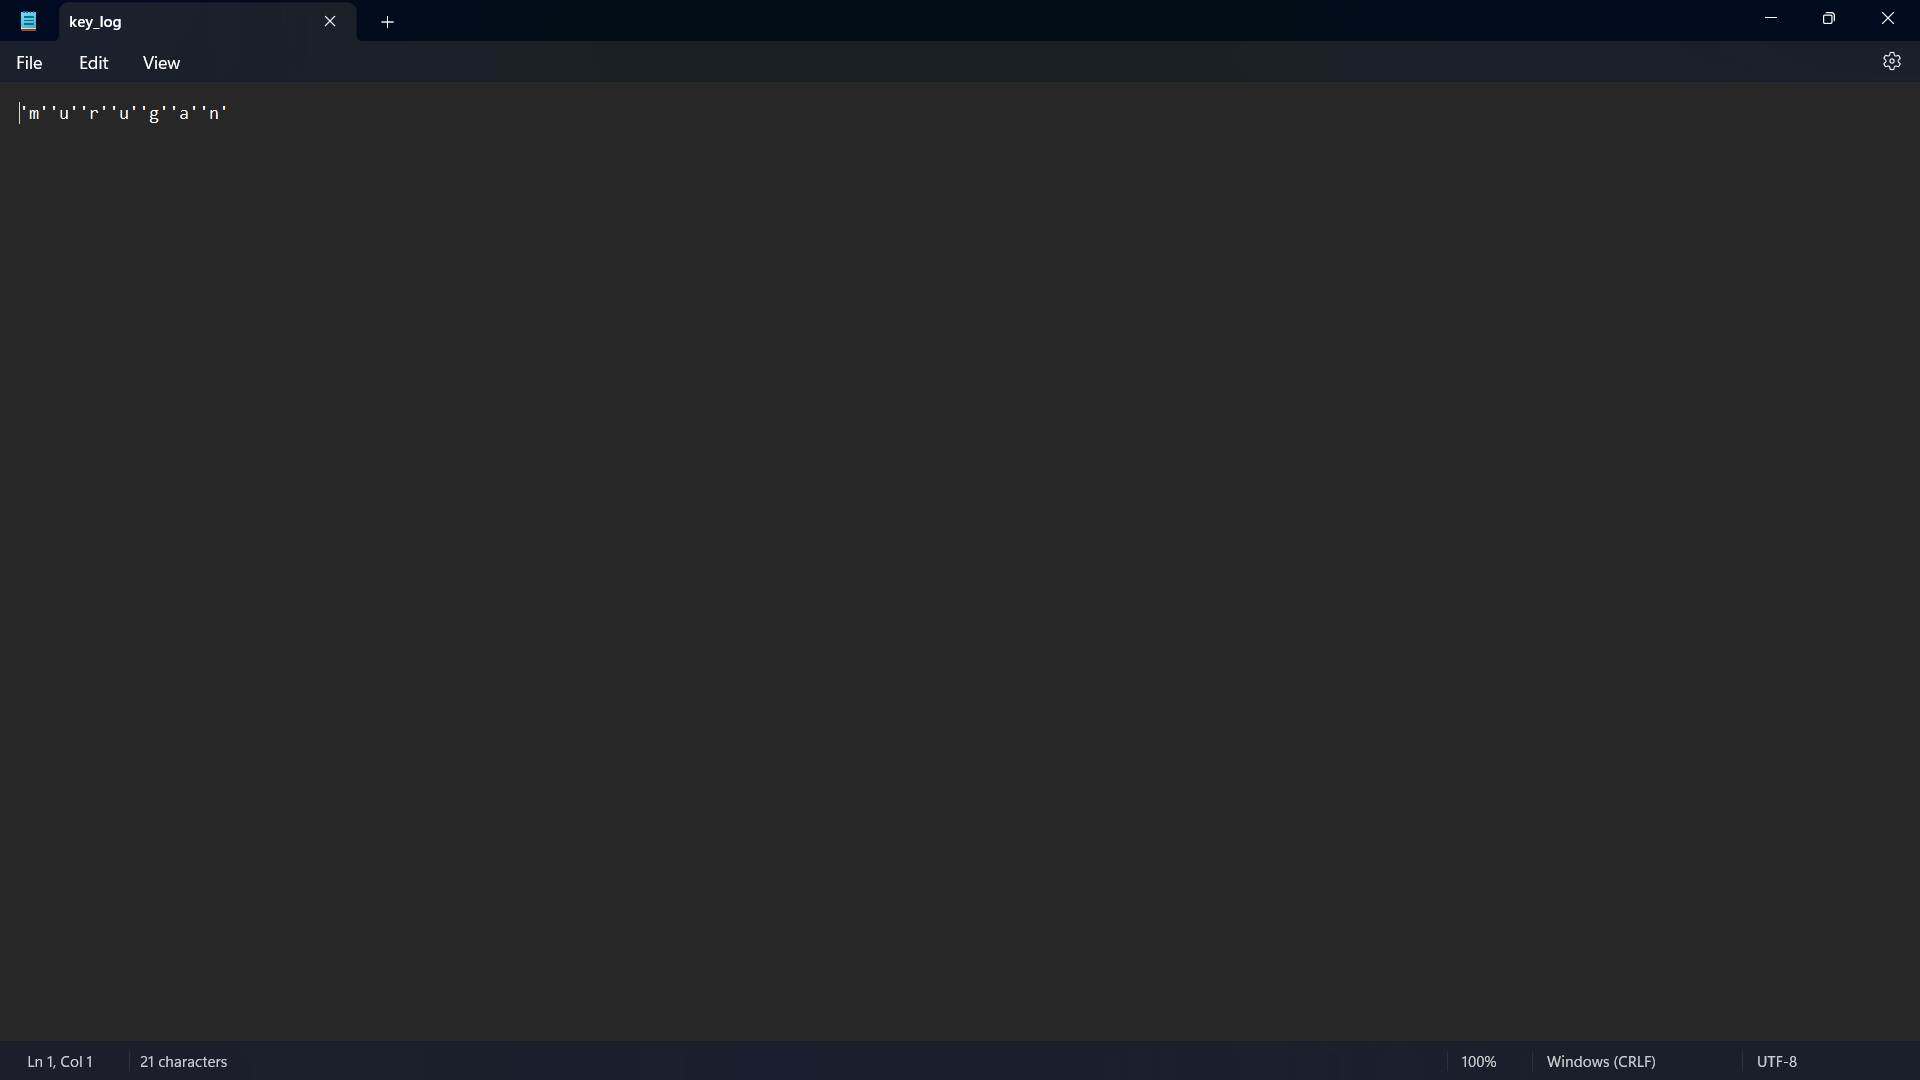 key_log
File Edit View
'm''u''r''u''g''a''n'
Ln 1, Col 1 21 characters 100% Windows (CRLF) UTF-8